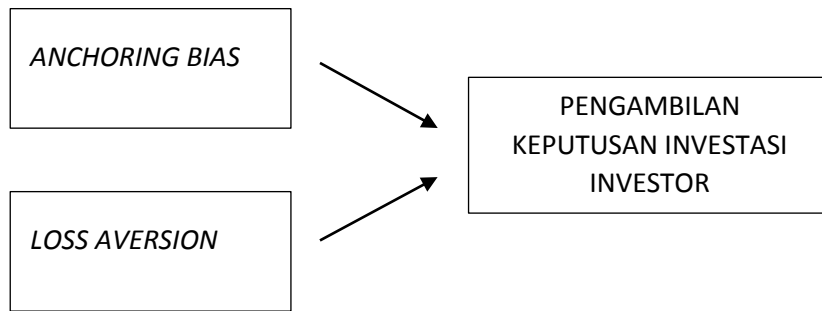 ANCHORING BIAS
PENGAMBILAN
KEPUTUSAN INVESTASI
INVESTOR
LOSS AVERSION